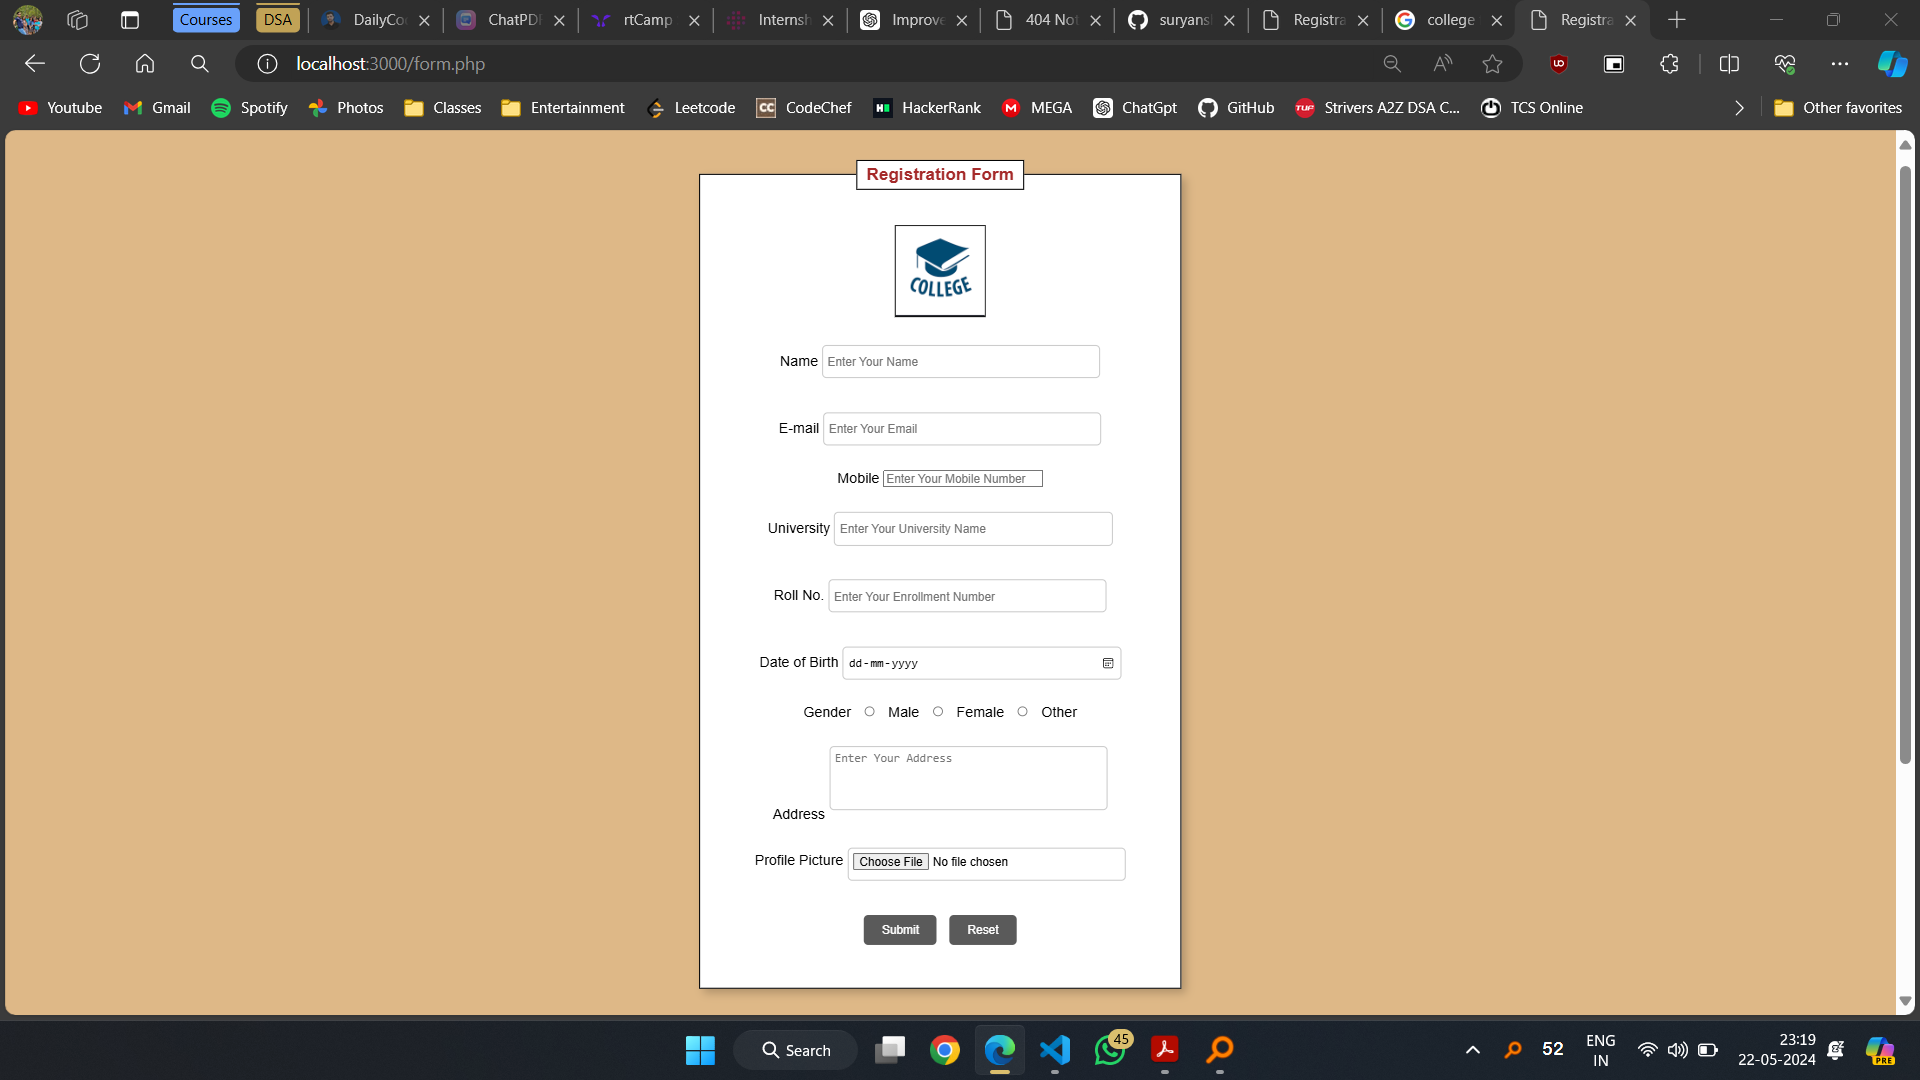 Courses DSA DailyCo ChatPDF rtCamp Internsh Improve 404 Not suryansh Registra college Registra
localhost:3000/form.php
Youtube Gmail Spotify Photos Classes Entertainment Leetcode CodeChef HackerRank MEGA ChatGpt GitHub Strivers A2Z DSA C... TCS Online Other favorites
Registration Form
COLLEGE
Name Enter Your Name
E-mail Enter Your Email
Mobile Enter Your Mobile Number
University Enter Your University Name
Roll No. Enter Your Enrollment Number
Date of Birth dd-mm-yyyy
Gender Male Female Other
Enter Your Address
Address
Profile Picture Choose File No file chosen
Submit Reset
Search 45 52 ENG
IN 23:19
22-05-2024 PRE